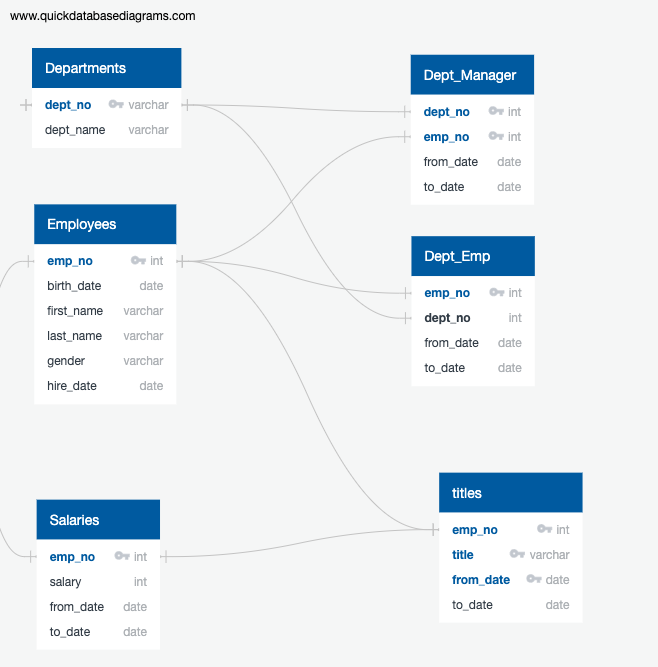 www.quickdatabasediagrams.com
Departments
dept_no varchar
dept_name varchar
Employees
emp_no int
birth_date date
first_name varchar
last_name varchar
gender varchar
hire_date date
Salaries
emp_no int
salary int
from_date date
to_date date
Dept_Manager
dept_no int
emp_no int
from_date date
to_date date
Dept_Emp
emp_no int
dept_no int
from_date date
to_date date
titles
emp_no int
title varchar
from_date date
to_date date